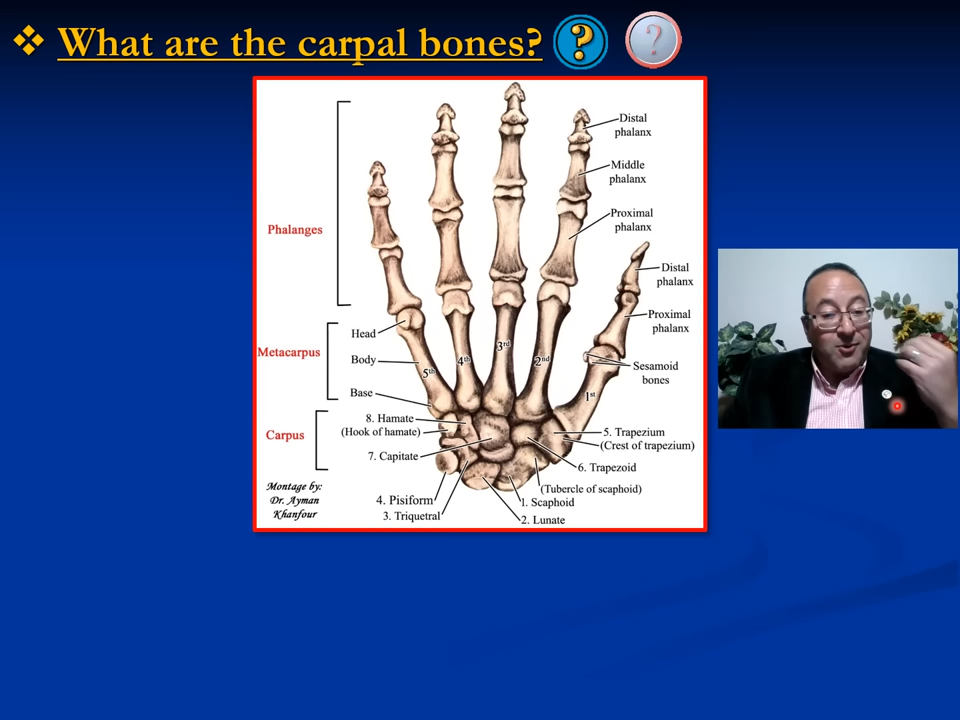 ❖ What are the carpal bones? ? ?
Distal
phalanx
Middle
phalanx
Proximal
phalanx
Phalanges
Distal
phalanx
Proximal
phalanx
Head
Metacarpus
Body
5th 4th 3rd 2nd
Sesamoid
bones
1st
Base
8. Hamate
(Hook of hamate)
Carpus
5. Trapezium
(Crest of trapezium)
7. Capitate
6. Trapezoid
Montage by:
Dr. Ayman
Khanfour
(Tubercle of scaphoid)
4. Pisiform
1. Scaphoid
3. Triquetral
2. Lunate